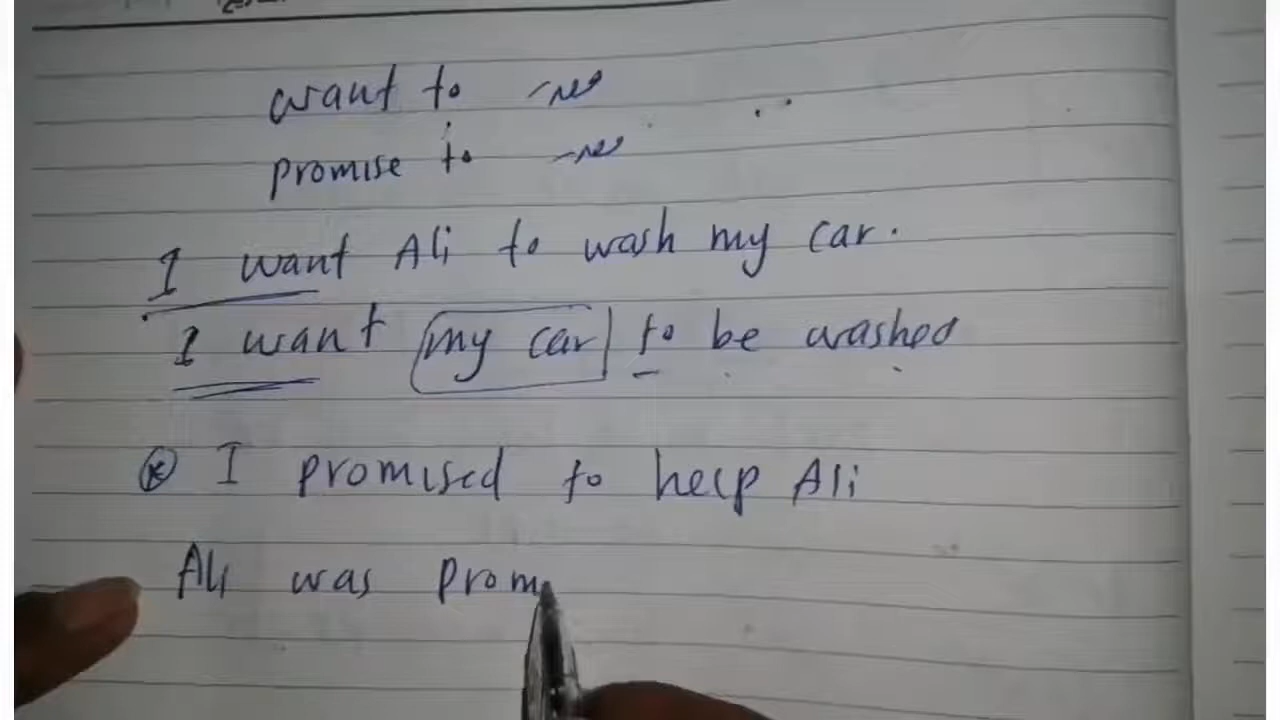 want to
promise to
I want Ali to wash my car.
I want my car to be washed
I promised to help Ali
Ali was prom